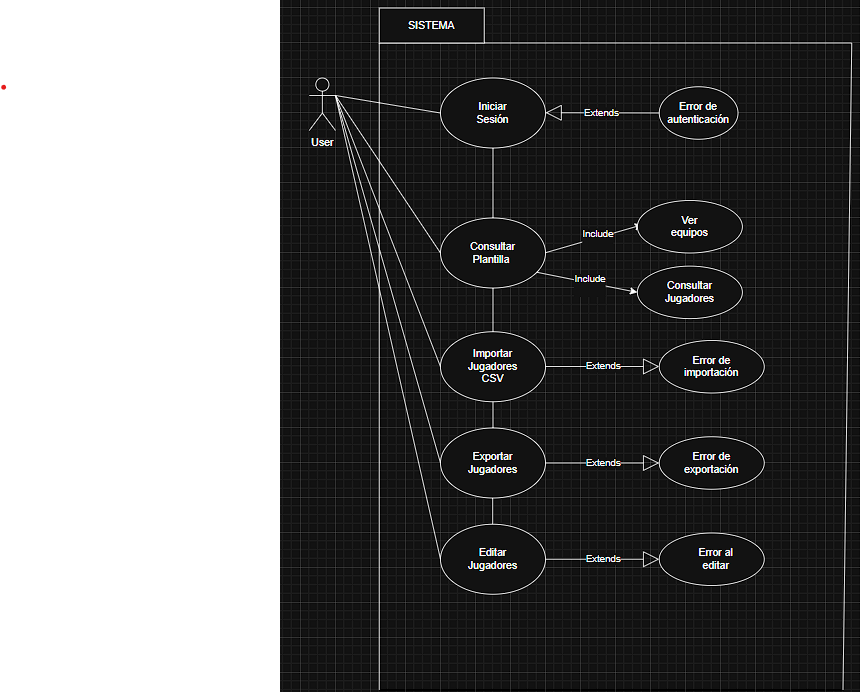 SISTEMA
Iniciar
Sesión
Extends
Error de
autenticación
User
Consultar
Plantilla
Include
Ver
equipos
Include
Consultar
Jugadores
Importar
Jugadores
CSV
Extends
Error de
importación
Exportar
Jugadores
Extends
Error de
exportación
Editar
Jugadores
Extends
Error al
editar